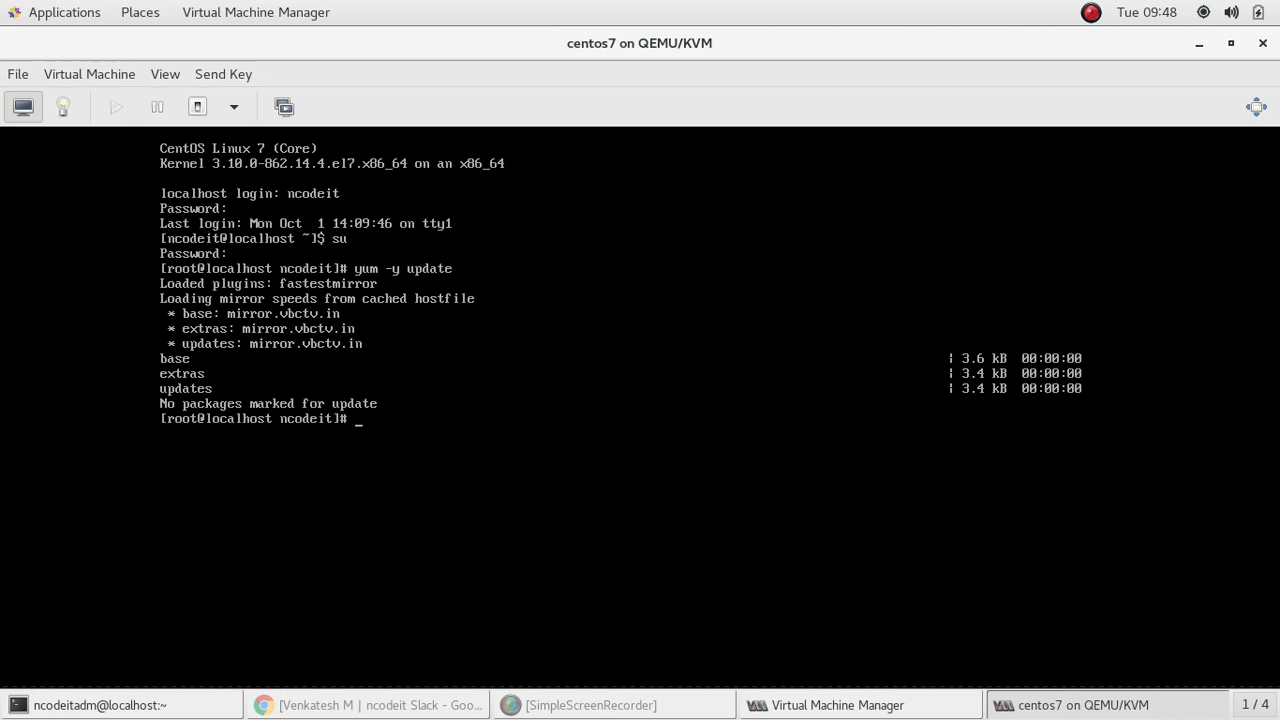 Applications Places Virtual Machine Manager Tue 09:48
centos7 on QEMU/KVM
File Virtual Machine View Send Key
CentOS Linux 7 (Core)
Kernel 3.10.0-862.14.4.el7.x86_64 on an x86_64
localhost login: ncodeit
Password:
Last login: Mon Oct  1 14:09:46 on tty1
[ncodeit@localhost ~]$ su
Password:
[root@localhost ncodeit]# yum -y update
Loaded plugins: fastestmirror
Loading mirror speeds from cached hostfile
 * base: mirror.vbctv.in
 * extras: mirror.vbctv.in
 * updates: mirror.vbctv.in
base | 3.6 kB  00:00:00
extras | 3.4 kB  00:00:00
updates | 3.4 kB  00:00:00
No packages marked for update
[root@localhost ncodeit]# _
ncodeitadm@localhost:~ [Venkatesh M | ncodeit Slack - Goo... [SimpleScreenRecorder] Virtual Machine Manager centos7 on QEMU/KVM 1 / 4